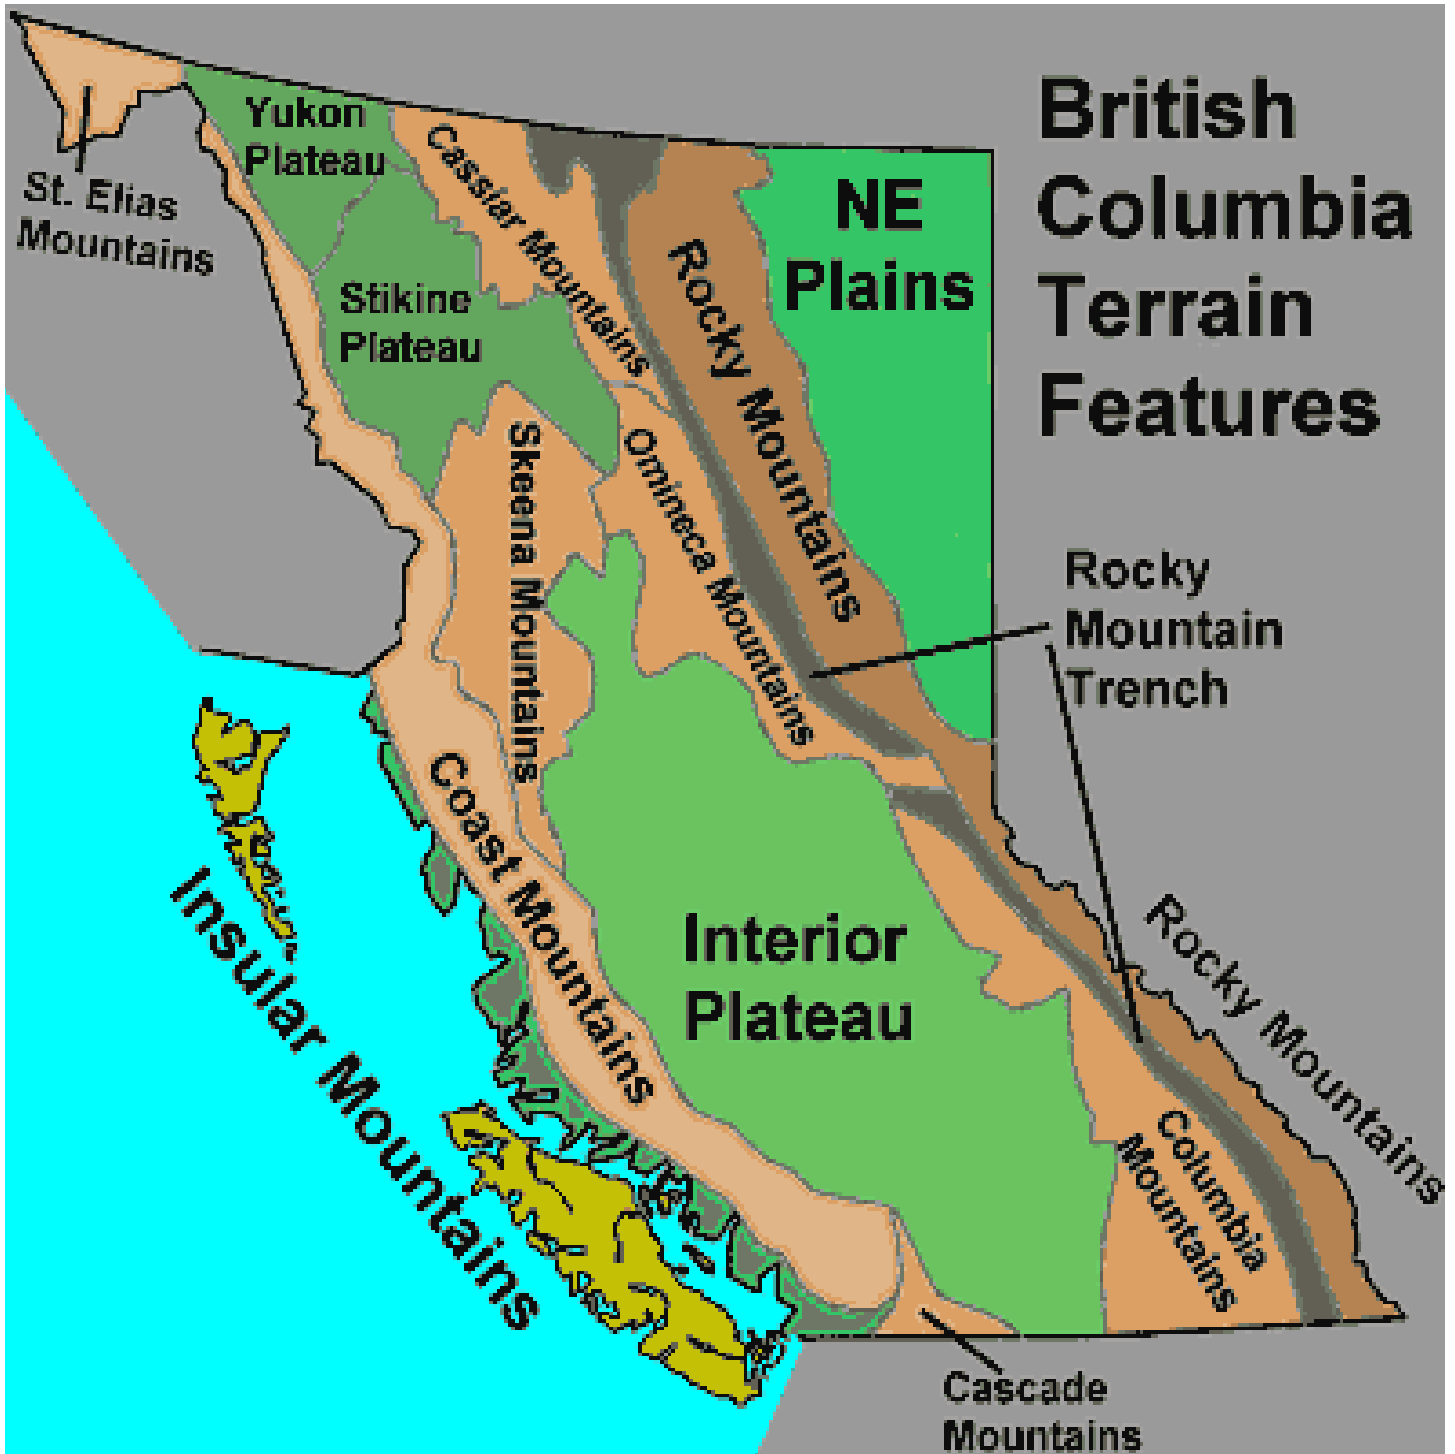 British
Columbia
Terrain
Features
Yukon
Plateau
St. Elias
Mountains
Cassiar Mountains
NE
Plains
Rocky Mountains
Stikine
Plateau
Skeena Mountains
Omineca Mountains
Rocky
Mountain
Trench
Coast Mountains
Insular Mountains
Interior
Plateau
Rocky Mountains
Columbia
Mountains
Cascade
Mountains